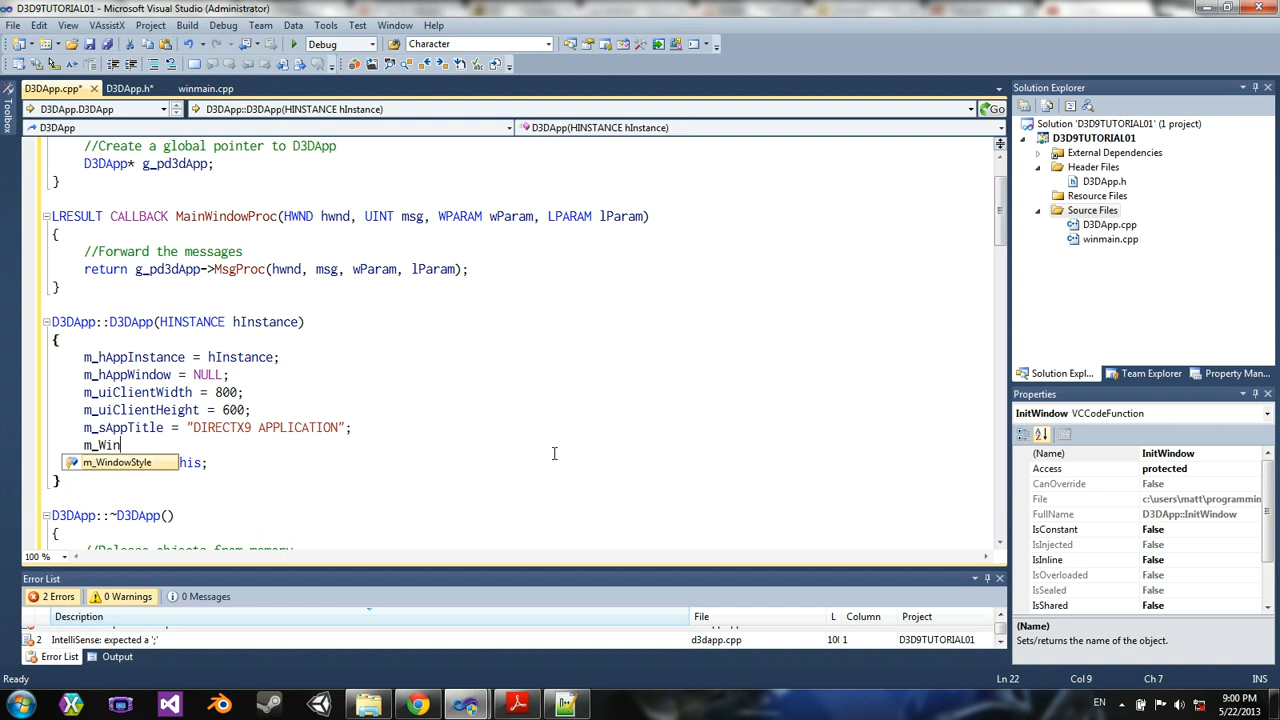 D3D9TUTORIAL01 - Microsoft Visual Studio (Administrator)
File Edit View VAssistX Project Build Debug Team Data Tools Test Window Help
Debug Character
D3DApp.cpp* D3DApp.h* winmain.cpp
D3DApp.D3DApp D3DApp::D3DApp(HINSTANCE hInstance) Go
D3DApp D3DApp(HINSTANCE hInstance)
//Create a global pointer to D3DApp
D3DApp* g_pd3dApp;
}
LRESULT CALLBACK MainWindowProc(HWND hwnd, UINT msg, WPARAM wParam, LPARAM lParam)
{
//Forward the messages
return g_pd3dApp->MsgProc(hwnd, msg, wParam, lParam);
}
D3DApp::D3DApp(HINSTANCE hInstance)
{
m_hAppInstance = hInstance;
m_hAppWindow = NULL;
m_uiClientWidth = 800;
m_uiClientHeight = 600;
m_sAppTitle = "DIRECTX9 APPLICATION";
m_Win
m_WindowStyle his;
}
D3DApp::~D3DApp()
{
//Release objects from memory
100 %
Toolbox
Error List
2 Errors 0 Warnings 0 Messages
Description File L Column Project
2 IntelliSense: expected a ';' d3dapp.cpp 10 1 D3D9TUTORIAL01
Error List Output
Solution Explorer
Solution 'D3D9TUTORIAL01' (1 project)
D3D9TUTORIAL01
External Dependencies
Header Files
D3DApp.h
Resource Files
Source Files
D3DApp.cpp
winmain.cpp
Solution Expl... Team Explorer Property Man...
Properties
InitWindow VCCodeFunction
(Name) InitWindow
Access protected
CanOverride False
File c:\users\matt\programmin
FullName D3DApp::InitWindow
IsConstant False
IsInjected False
IsInline False
IsOverloaded False
IsSealed False
IsShared False
(Name)
Sets/returns the name of the object.
Ready Ln 22 Col 9 Ch 7 INS
EN 9:00 PM
5/22/2013